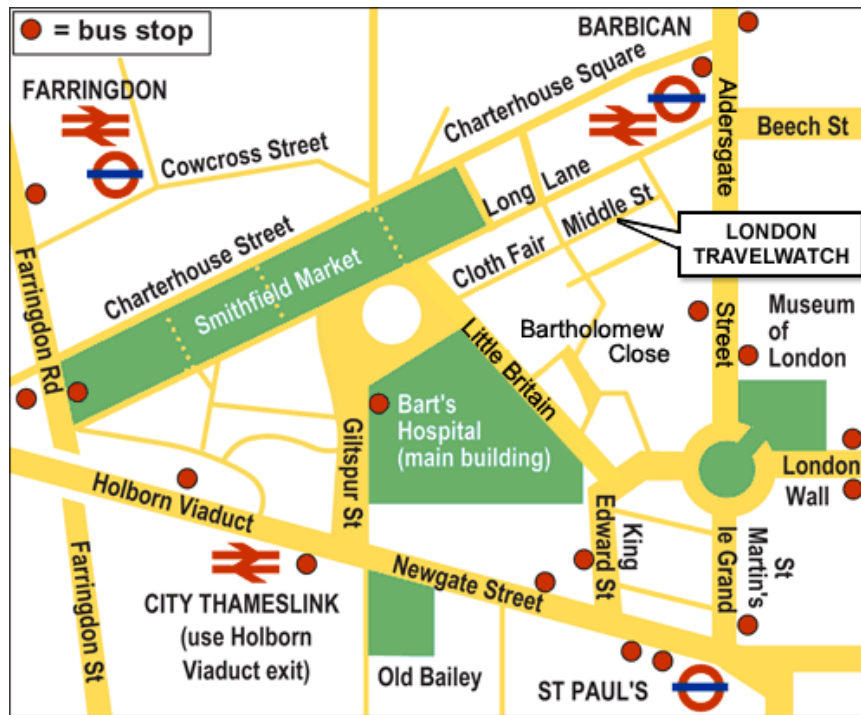 = bus stop
BARBICAN
FARRINGDON
Charterhouse Square
Aldersgate
Beech St
Cowcross Street
Long Lane
Middle St
LONDON
TRAVELWATCH
Cloth Fair
Charterhouse Street
Smithfield Market
Farringdon Rd
Little Britain
Bartholomew
Close
Street
Museum
of
London
Giltspur St
Bart's
Hospital
(main building)
London
Wall
Holborn Viaduct
King
Edward St
St
Martin's
le Grand
Newgate Street
Farringdon St
CITY THAMESLINK
(use Holborn
Viaduct exit)
Old Bailey
ST PAUL'S